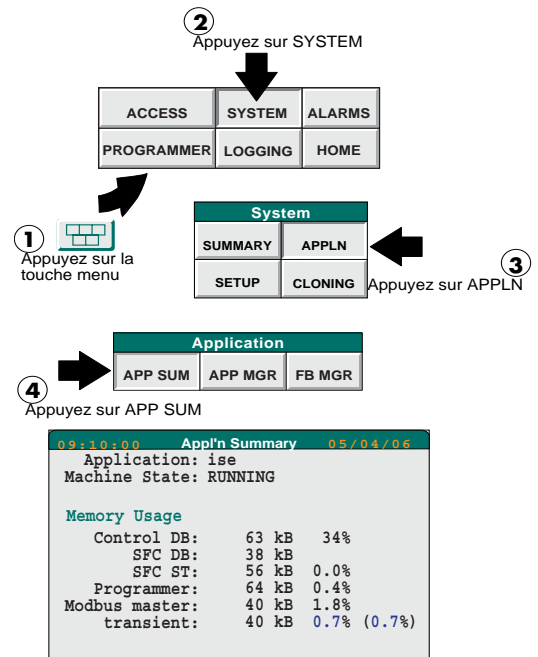 2
Appuyez sur SYSTEM
ACCESS SYSTEM ALARMS
PROGRAMMER LOGGING HOME
1
Appuyez sur la
touche menu
System
SUMMARY APPLN
SETUP CLONING
3
Appuyez sur APPLN
Application
APP SUM APP MGR FB MGR
4
Appuyez sur APP SUM
09:10:00 Appl'n Summary 05/04/06
Application: ise
Machine State: RUNNING
Memory Usage
Control DB: 63 kB 34%
SFC DB: 38 kB
SFC ST: 56 kB 0.0%
Programmer: 64 kB 0.4%
Modbus master: 40 kB 1.8%
transient: 40 kB 0.7% (0.7%)